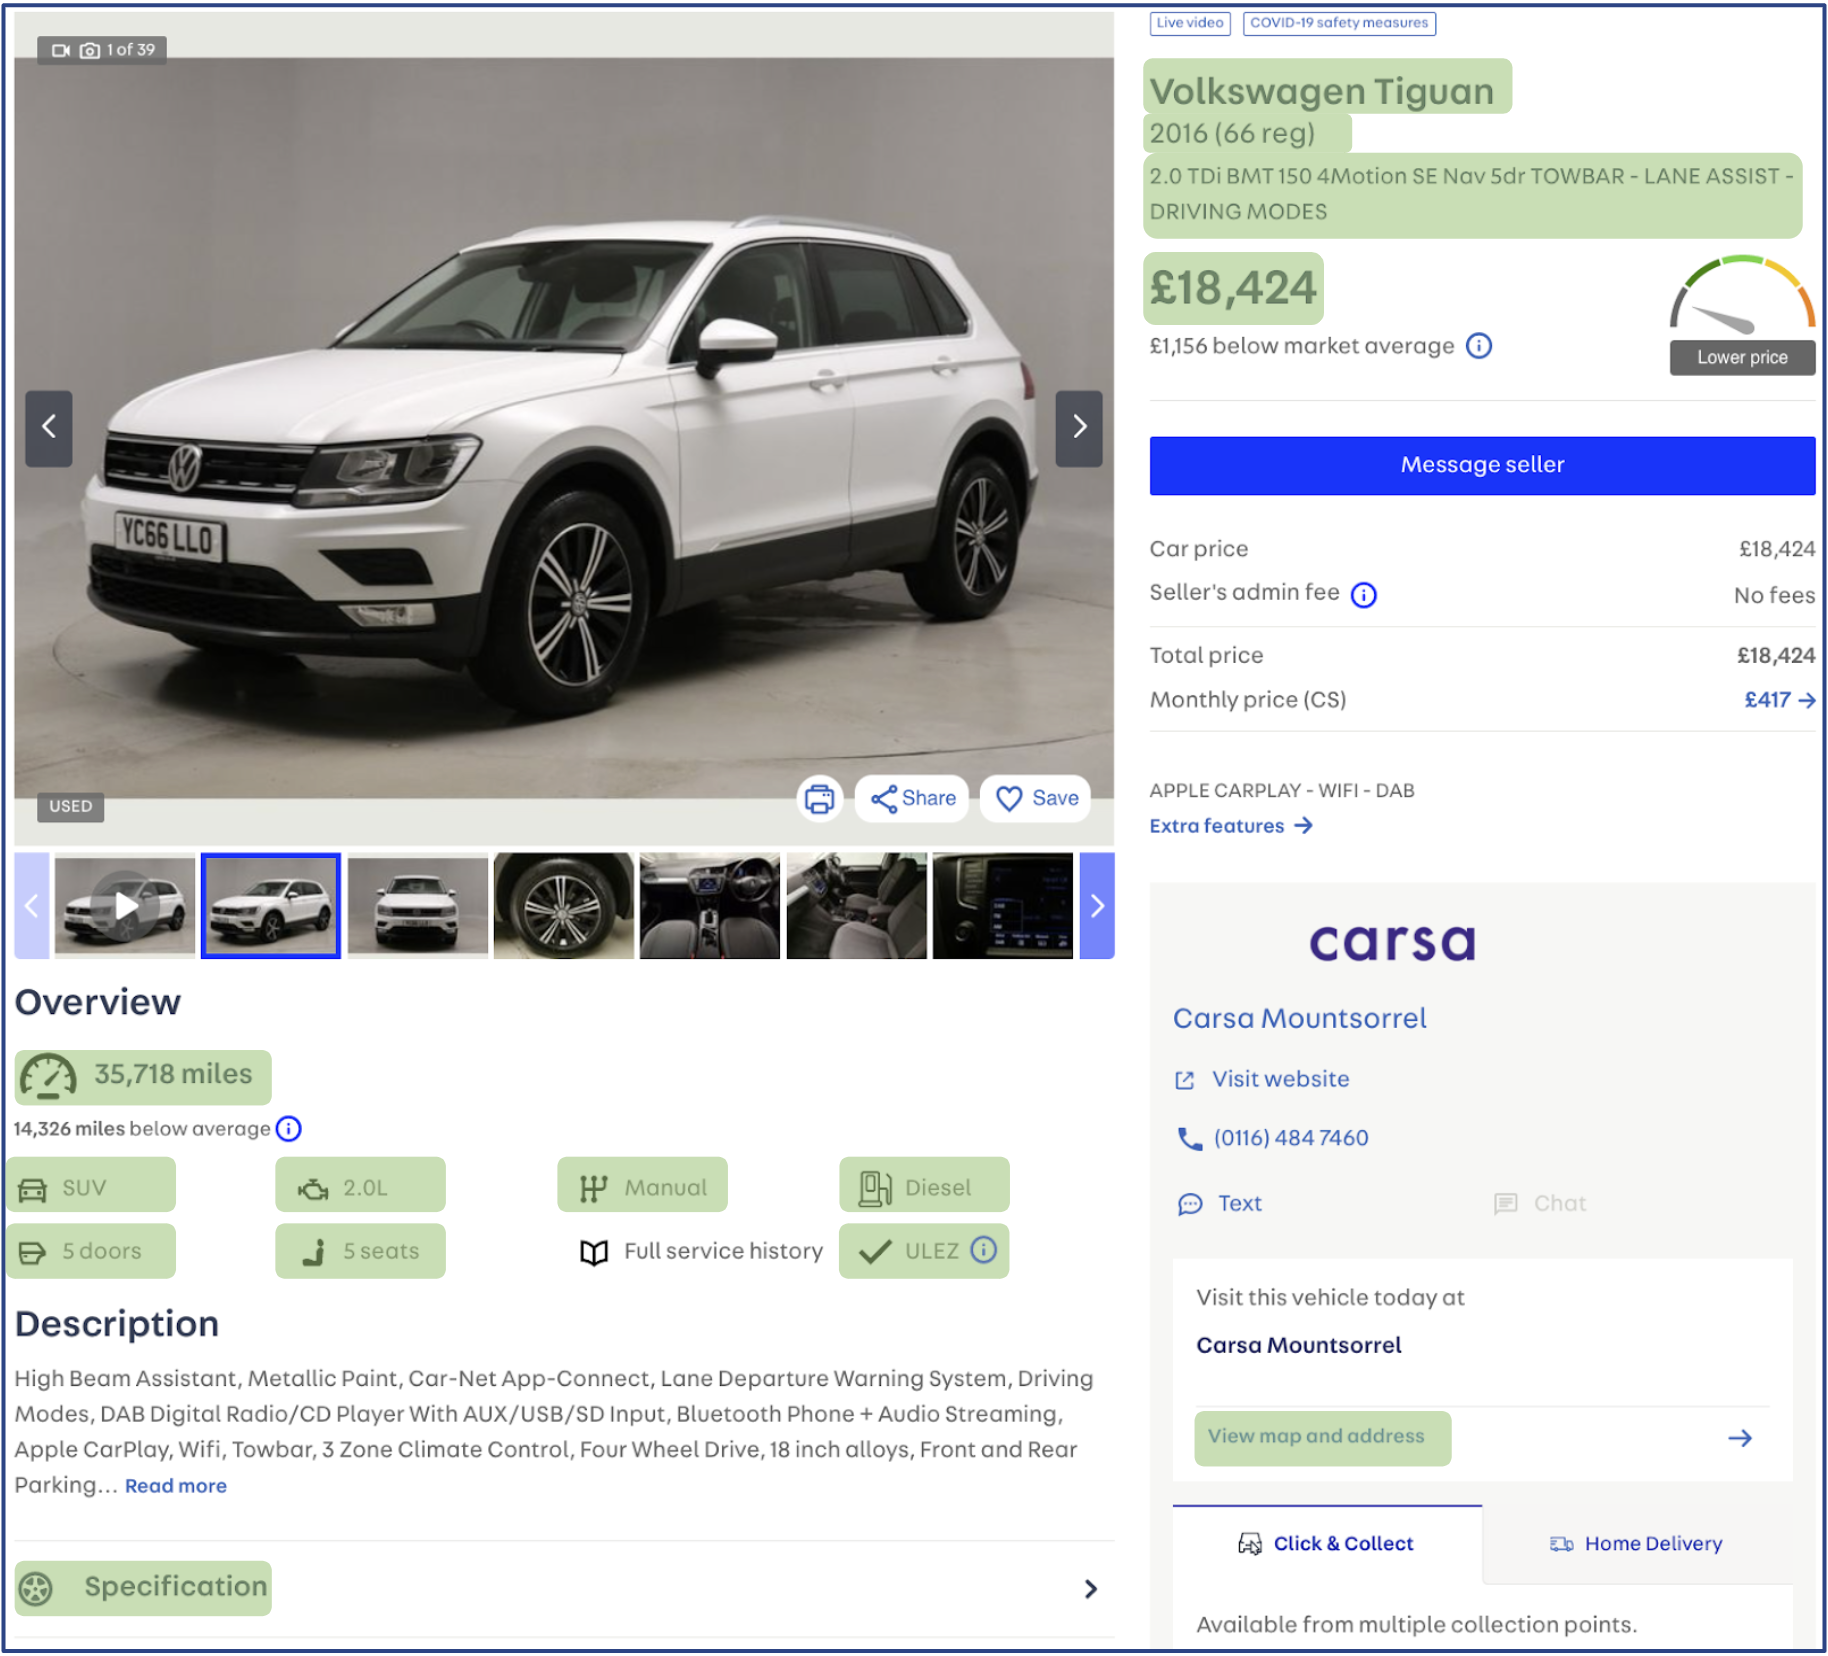 1 of 39
YC66 LLO
USED
Share
Save
Overview
35,718 miles
14,326 miles below average
SUV
2.0L
Manual
Diesel
5 doors
5 seats
Full service history
ULEZ
Description
High Beam Assistant, Metallic Paint, Car-Net App-Connect, Lane Departure Warning System, Driving
Modes, DAB Digital Radio/CD Player With AUX/USB/SD Input, Bluetooth Phone + Audio Streaming,
Apple CarPlay, Wifi, Towbar, 3 Zone Climate Control, Four Wheel Drive, 18 inch alloys, Front and Rear
Parking... Read more
Specification
Live video
COVID-19 safety measures
Volkswagen Tiguan
2016 (66 reg)
2.0 TDi BMT 150 4Motion SE Nav 5dr TOWBAR - LANE ASSIST -
DRIVING MODES
£18,424
£1,156 below market average
Lower price
Message seller
Car price £18,424
Seller's admin fee No fees
Total price £18,424
Monthly price (CS) £417
APPLE CARPLAY - WIFI - DAB
Extra features
carsa
Carsa Mountsorrel
Visit website
(0116) 484 7460
Text
Chat
Visit this vehicle today at
Carsa Mountsorrel
View map and address
Click & Collect
Home Delivery
Available from multiple collection points.